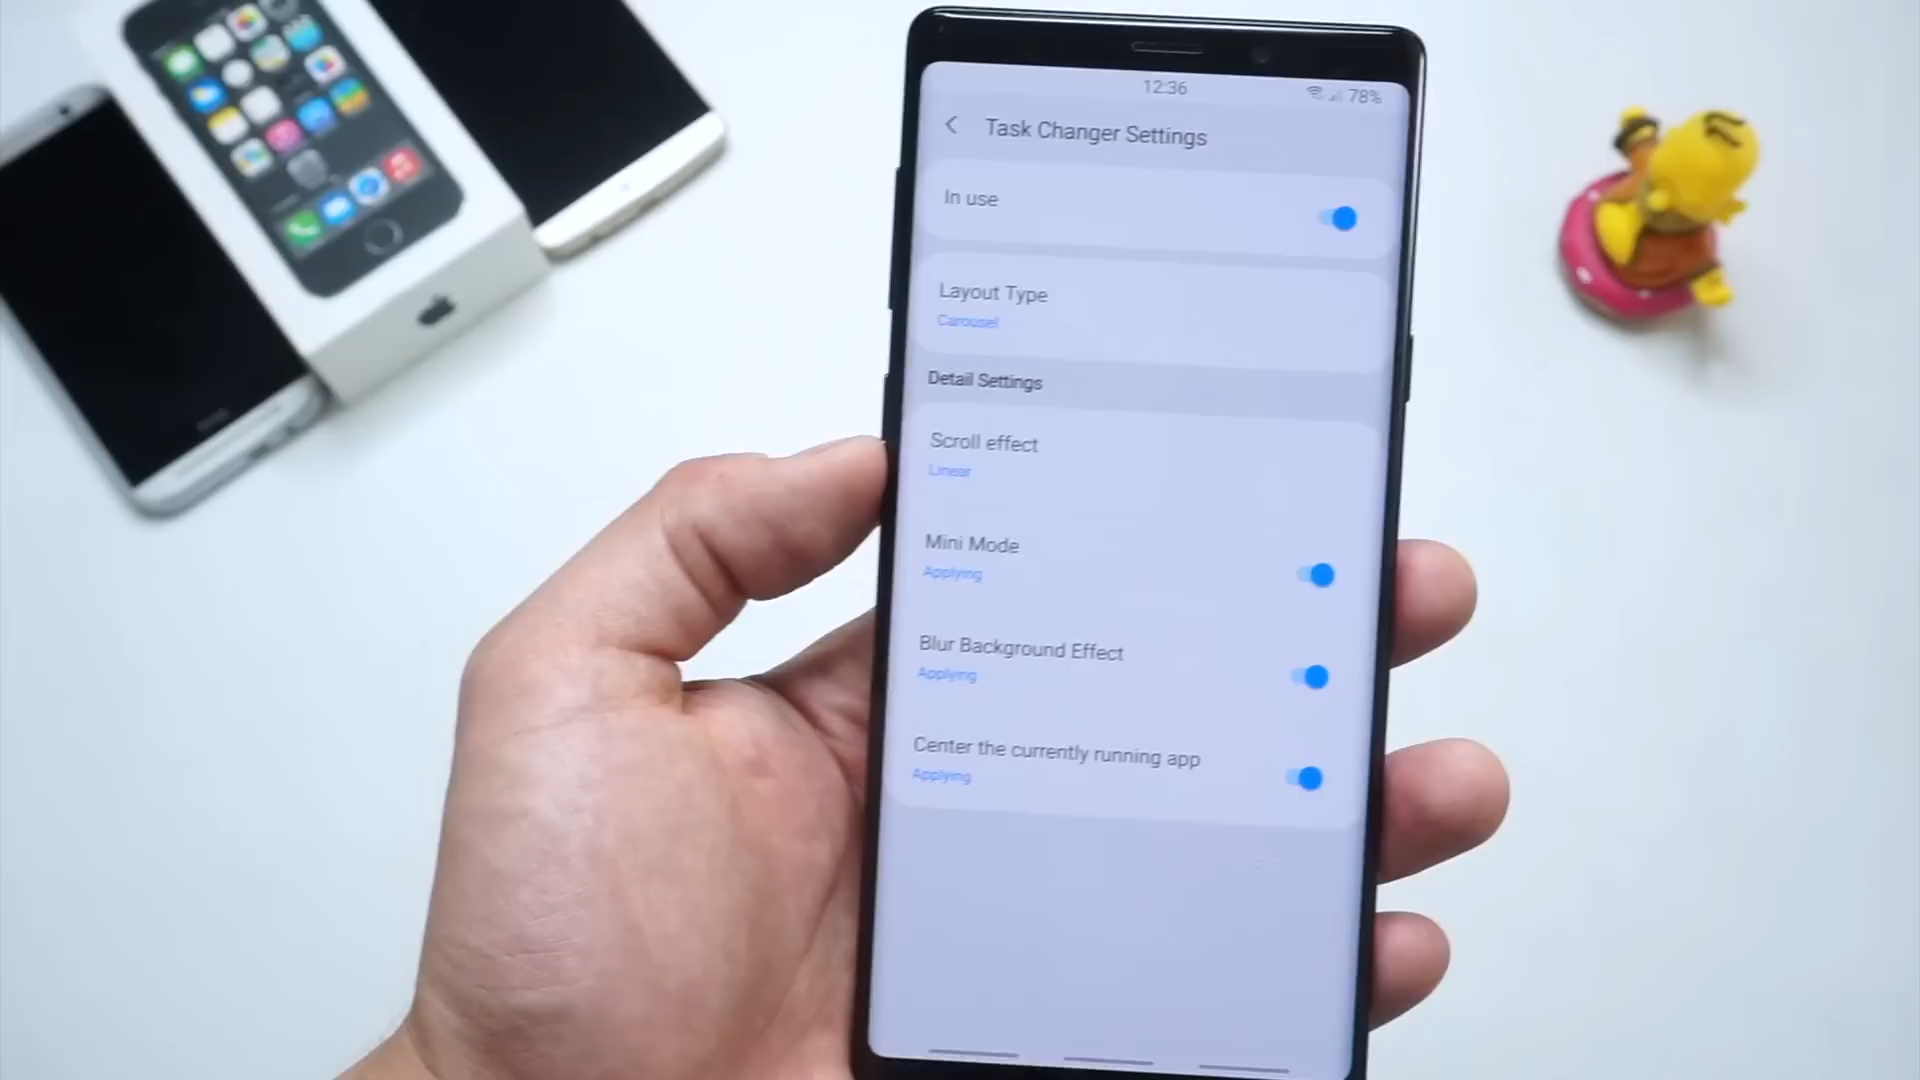 12:36
78%
Task Changer Settings
In use
Layout Type
Carousel
Detail Settings
Scroll effect
Linear
Mini Mode
Applying
Blur Background Effect
Applying
Center the currently running app
Applying